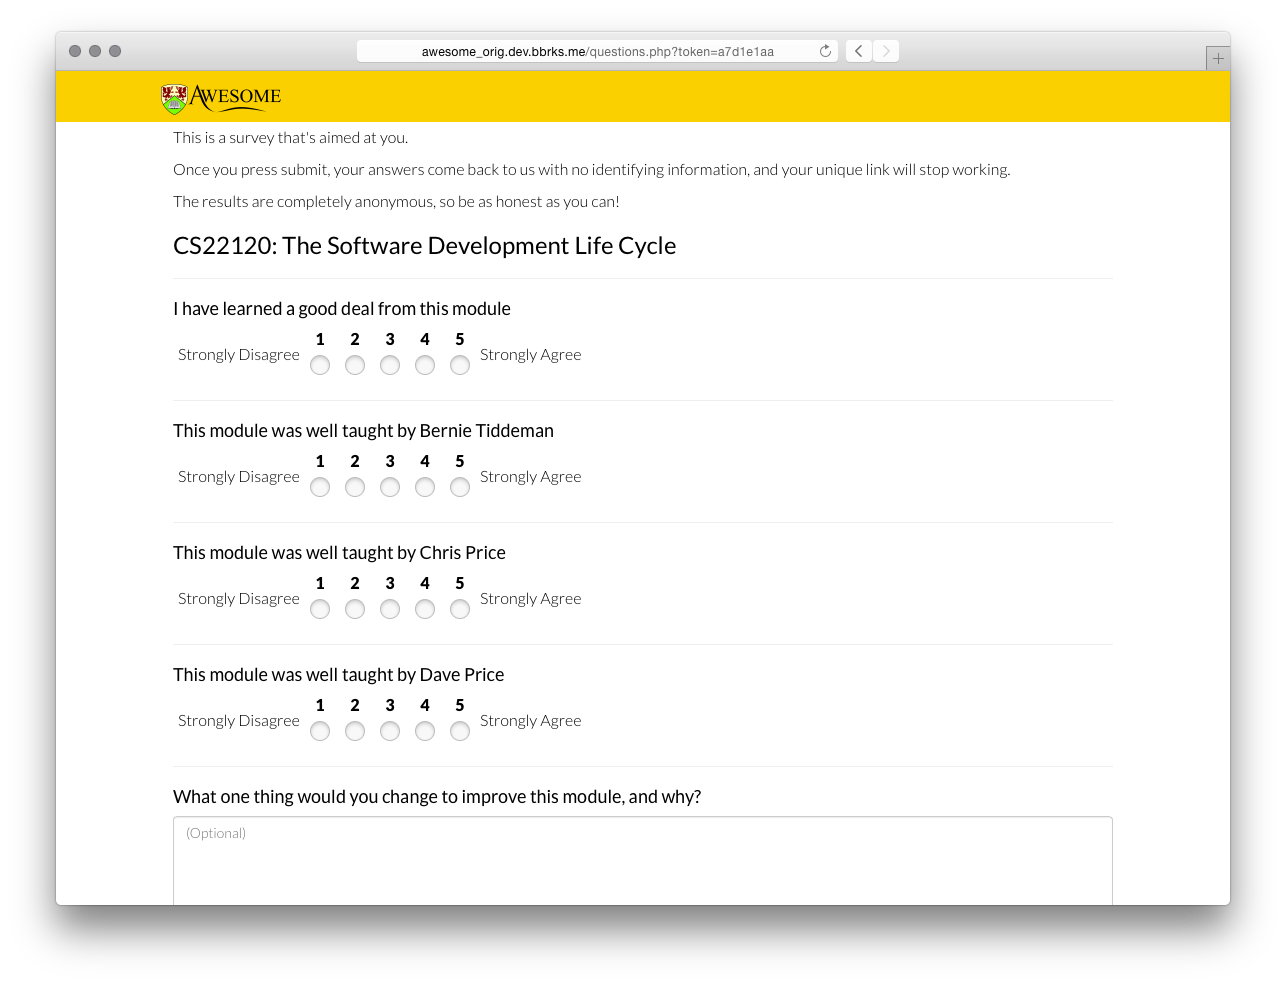 awesome_orig.dev.bbrks.me/questions.php?token=a7d1e1aa
AWESOME
This is a survey that's aimed at you.
Once you press submit, your answers come back to us with no identifying information, and your unique link will stop working.
The results are completely anonymous, so be as honest as you can!
CS22120: The Software Development Life Cycle
I have learned a good deal from this module
1 2 3 4 5
Strongly Disagree Strongly Agree
This module was well taught by Bernie Tiddeman
1 2 3 4 5
Strongly Disagree Strongly Agree
This module was well taught by Chris Price
1 2 3 4 5
Strongly Disagree Strongly Agree
This module was well taught by Dave Price
1 2 3 4 5
Strongly Disagree Strongly Agree
What one thing would you change to improve this module, and why?
(Optional)